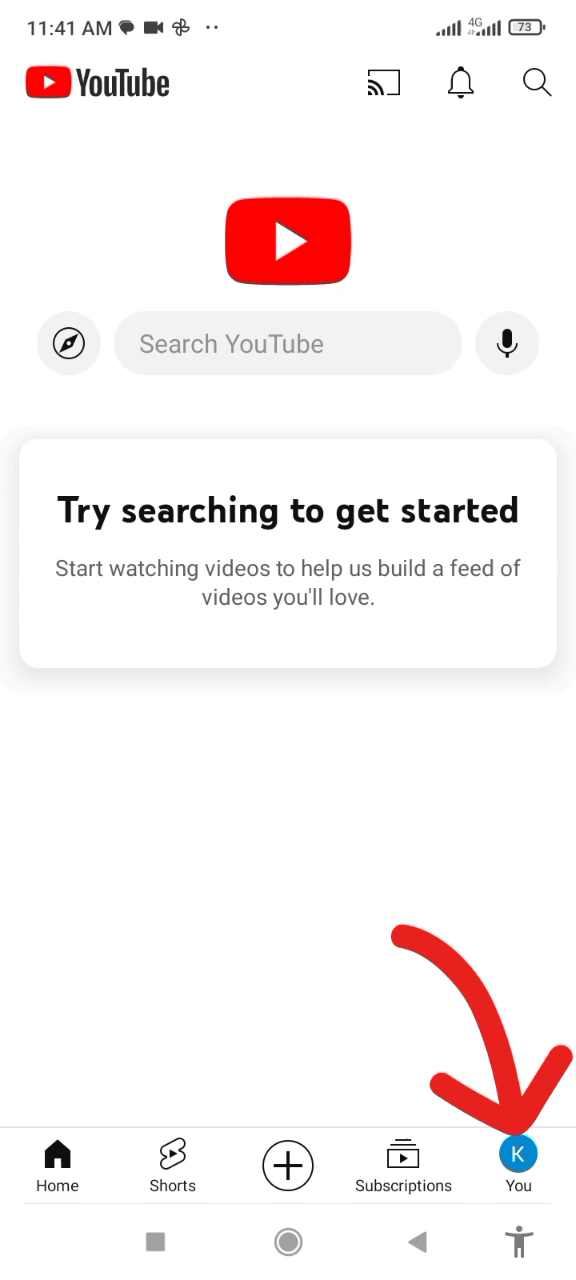 11:41 AM
4G
73
YouTube
Search YouTube
Try searching to get started
Start watching videos to help us build a feed of
videos you'll love.
K
Home
Shorts
Subscriptions
You